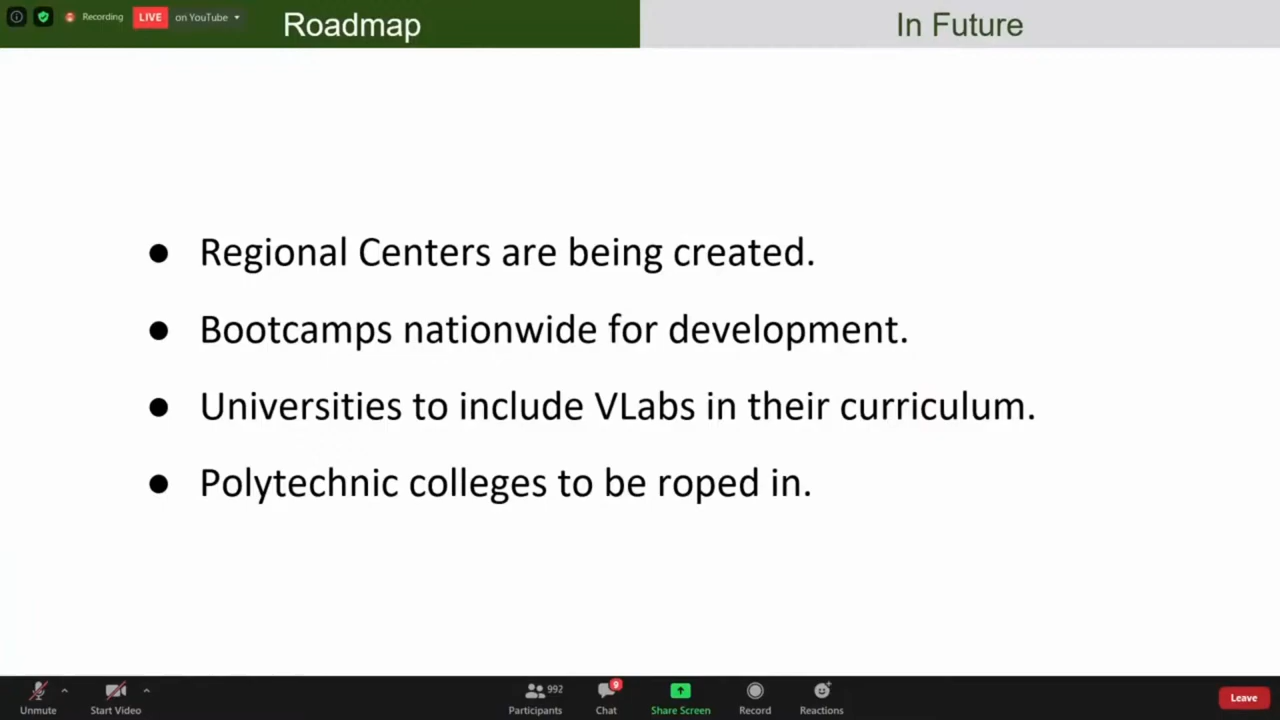 Recording LIVE on YouTube
Roadmap
In Future
● Regional Centers are being created.
● Bootcamps nationwide for development.
● Universities to include VLabs in their curriculum.
● Polytechnic colleges to be roped in.
Unmute
Start Video
992
Participants
9
Chat
Share Screen
Record
Reactions
Leave